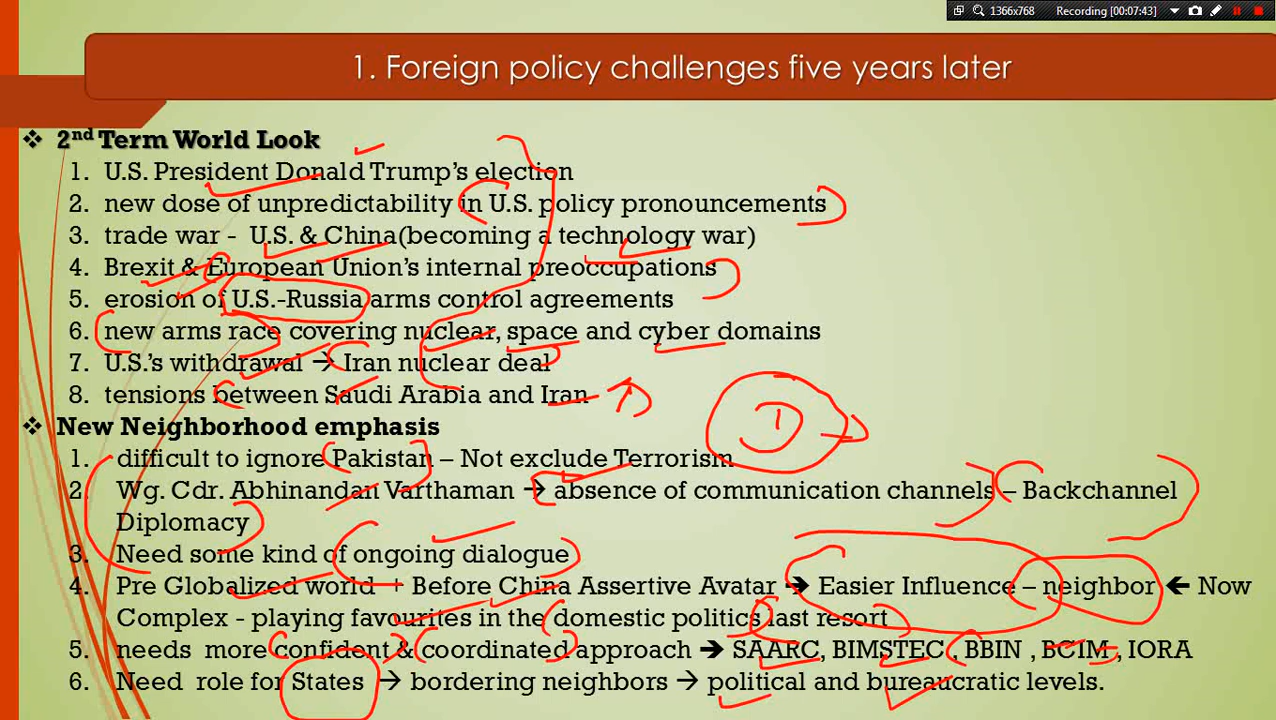 1366x768 Recording [00:07:43]
1. Foreign policy challenges five years later
❖ 2nd Term World Look
1. U.S. President Donald Trump’s election
2. new dose of unpredictability in U.S. policy pronouncements
3. trade war - U.S. & China(becoming a technology war)
4. Brexit & European Union’s internal preoccupations
5. erosion of U.S.-Russia arms control agreements
6. new arms race covering nuclear, space and cyber domains
7. U.S.’s withdrawal → Iran nuclear deal
8. tensions between Saudi Arabia and Iran
❖ New Neighborhood emphasis
1. difficult to ignore Pakistan – Not exclude Terrorism
2. Wg. Cdr. Abhinandan Varthaman → absence of communication channels – Backchannel
Diplomacy
3. Need some kind of ongoing dialogue
4. Pre Globalized world + Before China Assertive Avatar → Easier Influence – neighbor ← Now
Complex - playing favourites in the domestic politics last resort
5. needs more confident & coordinated approach → SAARC, BIMSTEC , BBIN , BCIM , IORA
6. Need role for States → bordering neighbors → political and bureaucratic levels.